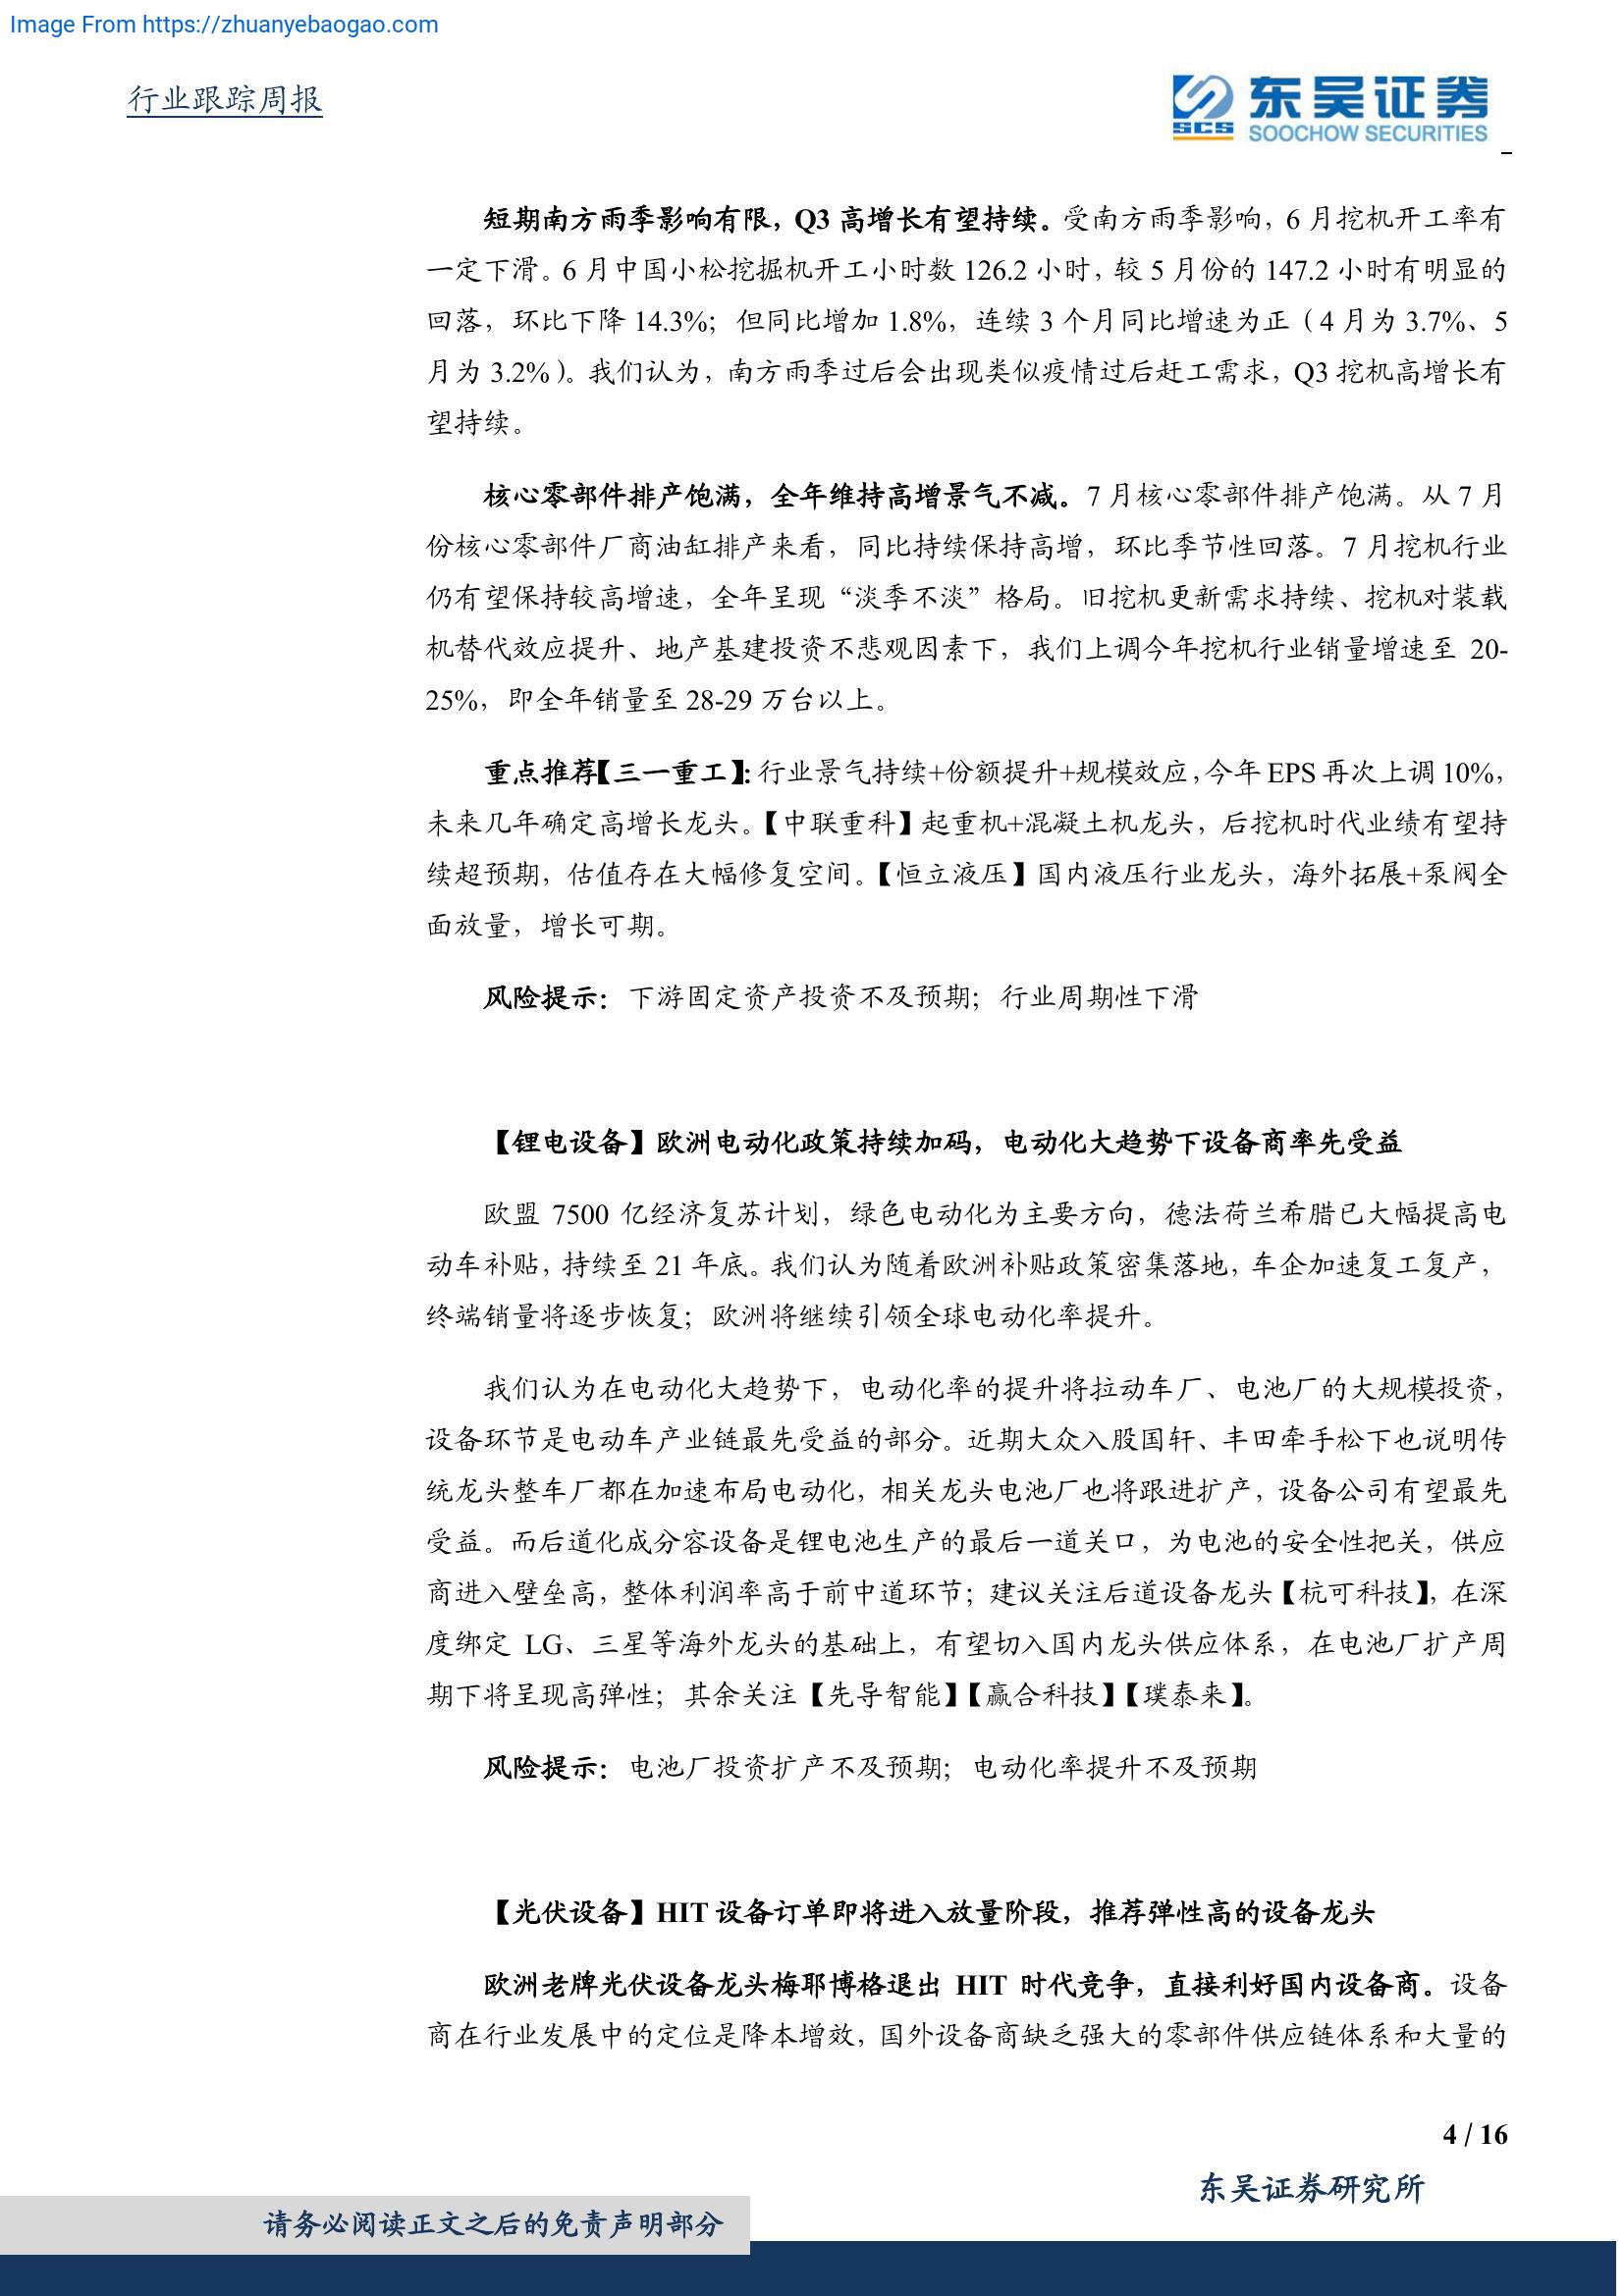 Image From https://zhuanyebaogao.com
行业跟踪周报
SCS
东吴证券
SOOCHOW SECURITIES
短期南方雨季影响有限，Q3 高增长有望持续。受南方雨季影响，6 月挖机开工率有
一定下滑。6 月中国小松挖掘机开工小时数 126.2 小时，较 5 月份的 147.2 小时有明显的
回落，环比下降 14.3%；但同比增加 1.8%，连续 3 个月同比增速为正（4 月为 3.7%、5
月为 3.2%）。我们认为，南方雨季过后会出现类似疫情过后赶工需求，Q3 挖机高增长有
望持续。
核心零部件排产饱满，全年维持高增景气不减。7 月核心零部件排产饱满。从 7 月
份核心零部件厂商油缸排产来看，同比持续保持高增，环比季节性回落。7 月挖机行业
仍有望保持较高增速，全年呈现“淡季不淡”格局。旧挖机更新需求持续、挖机对装载
机替代效应提升、地产基建投资不悲观因素下，我们上调今年挖机行业销量增速至 20-
25%，即全年销量至 28-29 万台以上。
重点推荐【三一重工】：行业景气持续+份额提升+规模效应，今年 EPS 再次上调 10%，
未来几年确定高增长龙头。【中联重科】起重机+混凝土机龙头，后挖机时代业绩有望持
续超预期，估值存在大幅修复空间。【恒立液压】国内液压行业龙头，海外拓展+泵阀全
面放量，增长可期。
风险提示：下游固定资产投资不及预期；行业周期性下滑
【锂电设备】欧洲电动化政策持续加码，电动化大趋势下设备商率先受益
欧盟 7500 亿经济复苏计划，绿色电动化为主要方向，德法荷兰希腊已大幅提高电
动车补贴，持续至 21 年底。我们认为随着欧洲补贴政策密集落地，车企加速复工复产，
终端销量将逐步恢复；欧洲将继续引领全球电动化率提升。
我们认为在电动化大趋势下，电动化率的提升将拉动车厂、电池厂的大规模投资，
设备环节是电动车产业链最先受益的部分。近期大众入股国轩、丰田牵手松下也说明传
统龙头整车厂都在加速布局电动化，相关龙头电池厂也将跟进扩产，设备公司有望最先
受益。而后道化成分容设备是锂电池生产的最后一道关口，为电池的安全性把关，供应
商进入壁垒高，整体利润率高于前中道环节；建议关注后道设备龙头【杭可科技】，在深
度绑定 LG、三星等海外龙头的基础上，有望切入国内龙头供应体系，在电池厂扩产周
期下将呈现高弹性；其余关注【先导智能】【赢合科技】【璞泰来】。
风险提示：电池厂投资扩产不及预期；电动化率提升不及预期
【光伏设备】HIT 设备订单即将进入放量阶段，推荐弹性高的设备龙头
欧洲老牌光伏设备龙头梅耶博格退出 HIT 时代竞争，直接利好国内设备商。设备
商在行业发展中的定位是降本增效，国外设备商缺乏强大的零部件供应链体系和大量的
4 / 16
东吴证券研究所
请务必阅读正文之后的免责声明部分